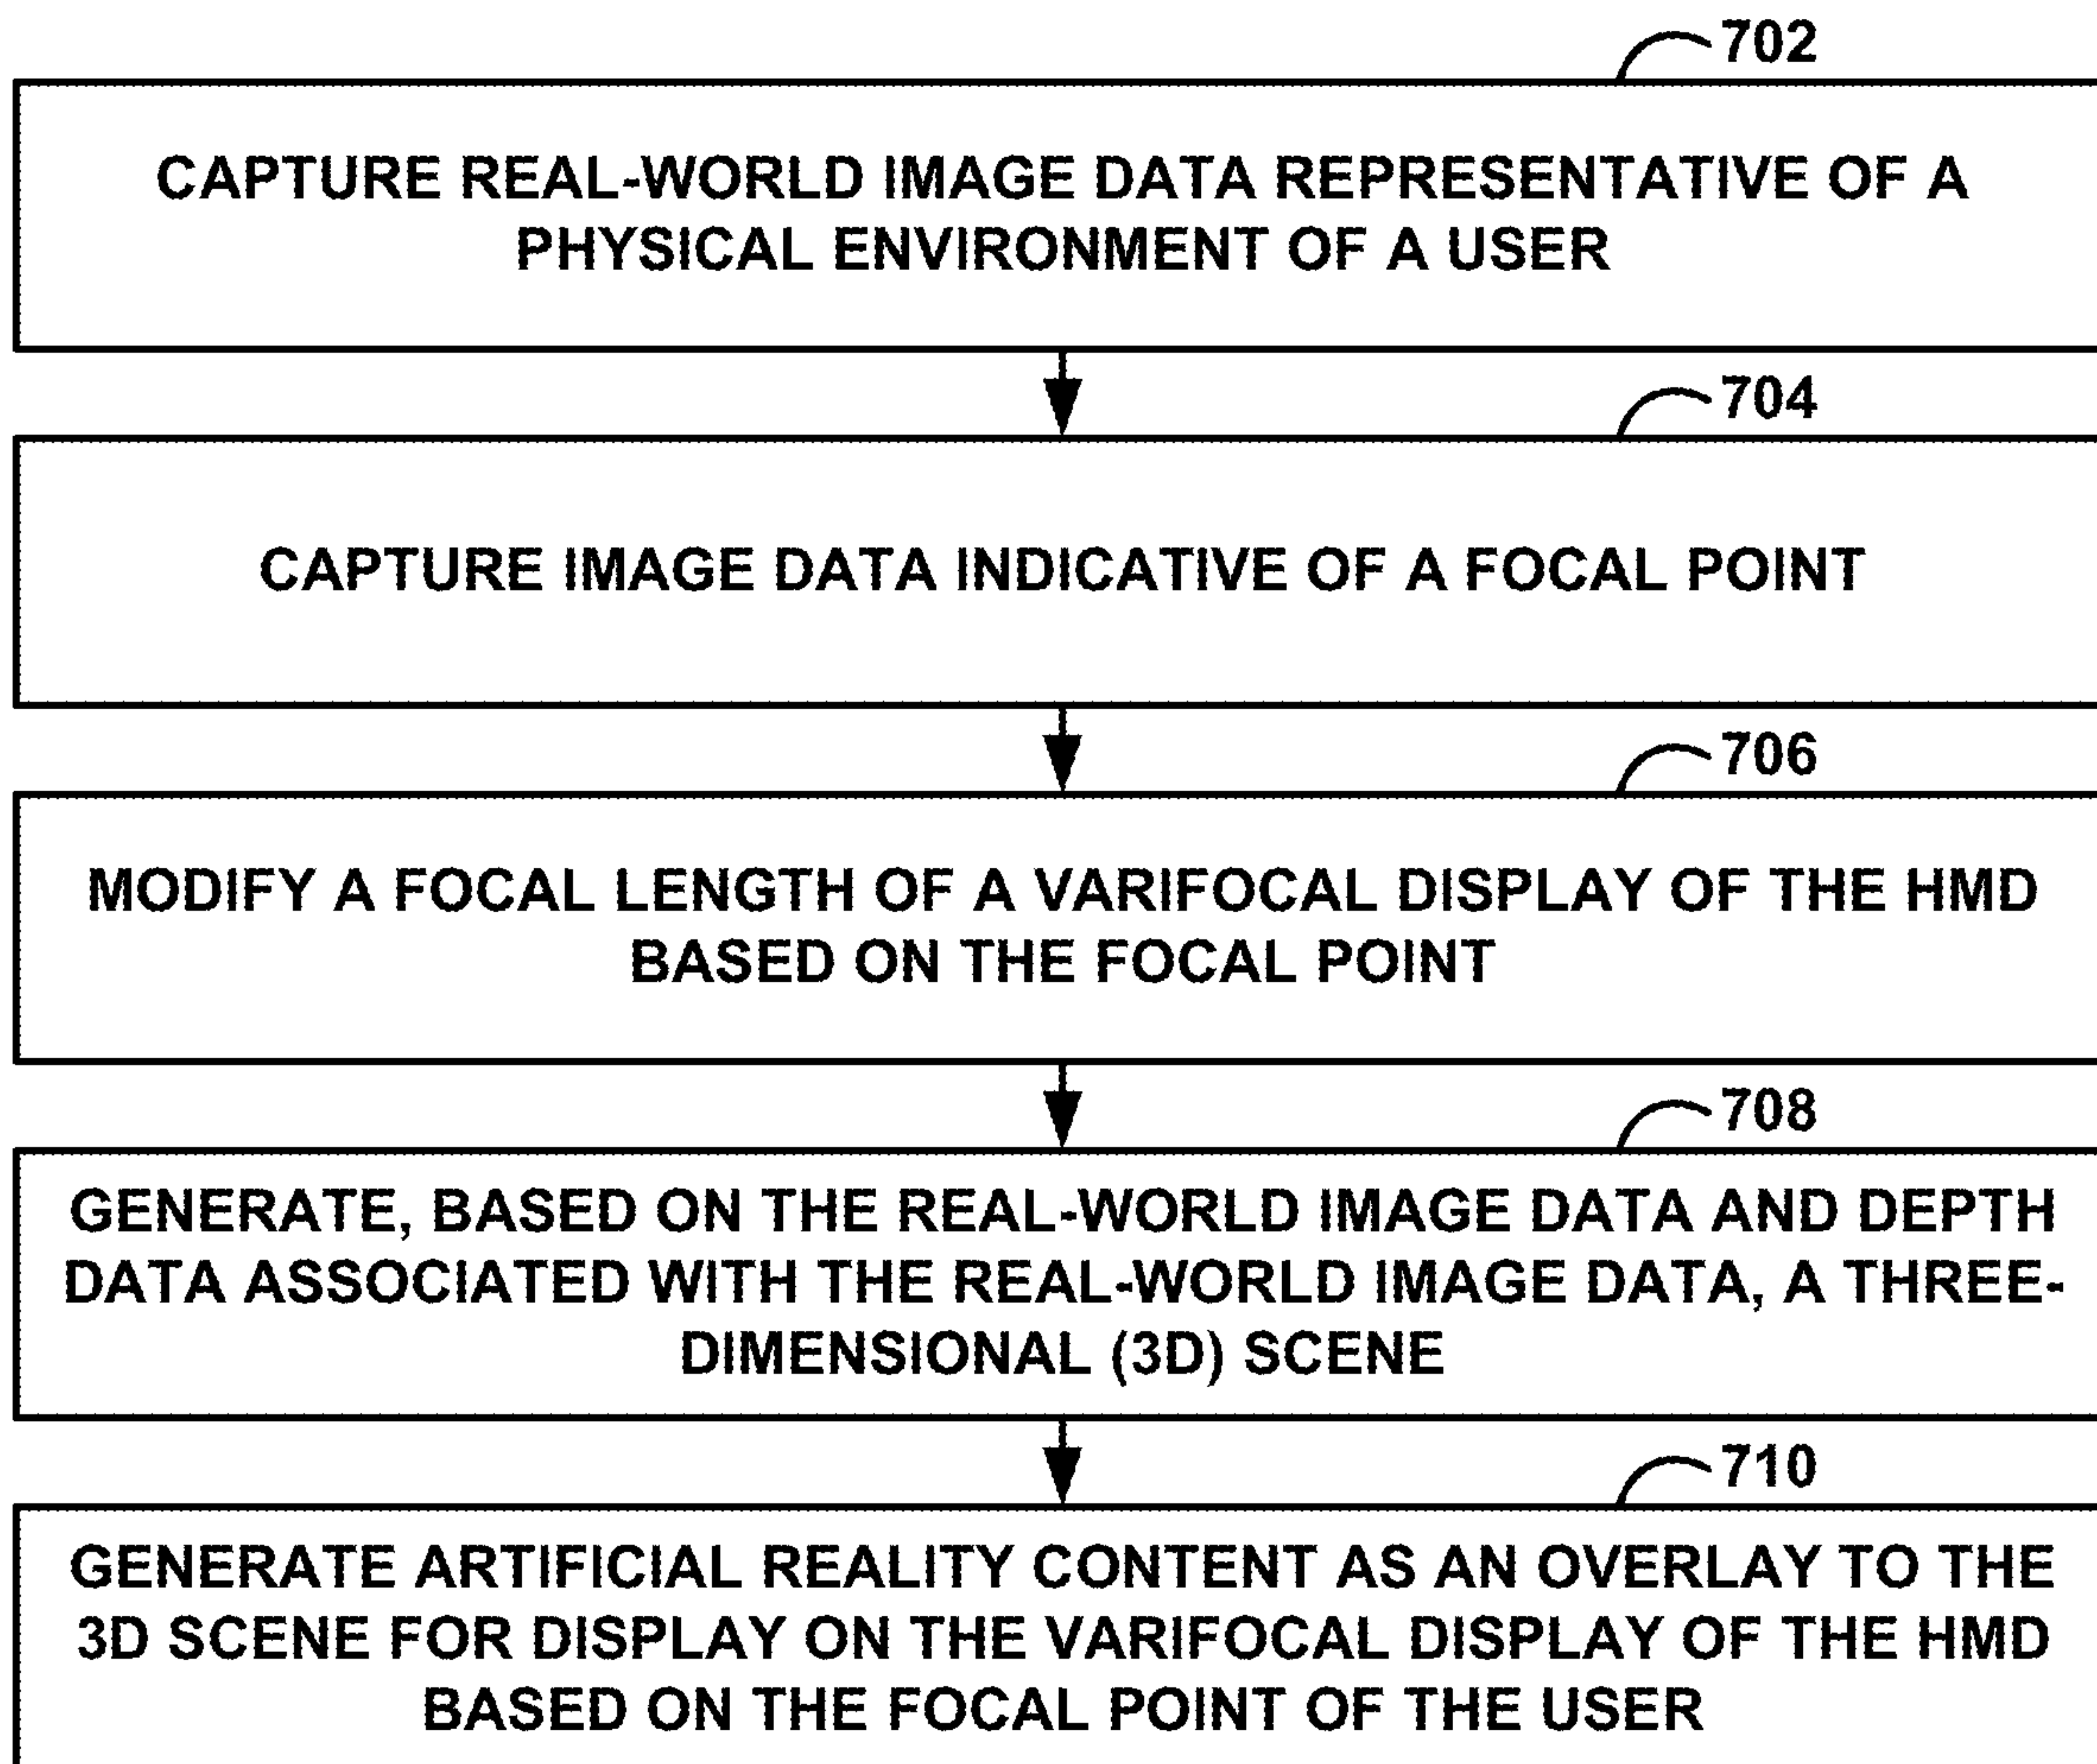 702
CAPTURE REAL-WORLD IMAGE DATA REPRESENTATIVE OF A
PHYSICAL ENVIRONMENT OF A USER
704
CAPTURE IMAGE DATA INDICATIVE OF A FOCAL POINT
706
MODIFY A FOCAL LENGTH OF A VARIFOCAL DISPLAY OF THE HMD
BASED ON THE FOCAL POINT
708
GENERATE, BASED ON THE REAL-WORLD IMAGE DATA AND DEPTH
DATA ASSOCIATED WITH THE REAL-WORLD IMAGE DATA, A THREE-
DIMENSIONAL (3D) SCENE
710
GENERATE ARTIFICIAL REALITY CONTENT AS AN OVERLAY TO THE
3D SCENE FOR DISPLAY ON THE VARIFOCAL DISPLAY OF THE HMD
BASED ON THE FOCAL POINT OF THE USER